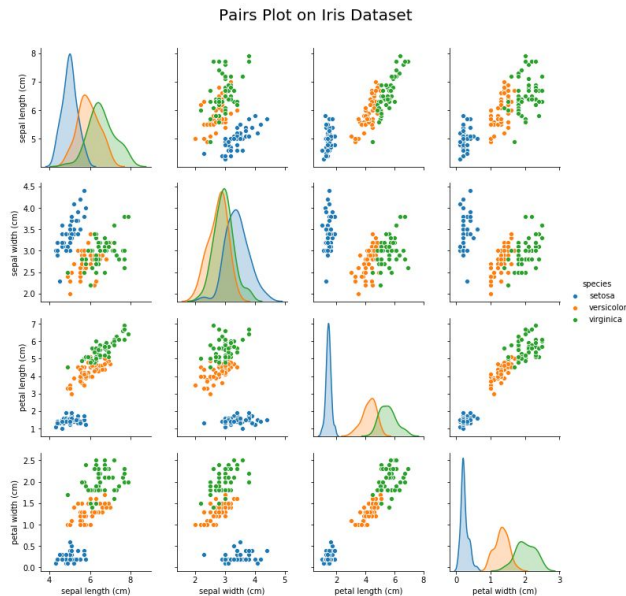 Pairs Plot on Iris Dataset
sepal length (cm)
8
7
6
5
sepal width (cm)
4.5
4.0
3.5
3.0
2.5
2.0
species
setosa
versicolor
virginica
petal length (cm)
7
6
5
4
3
2
1
petal width (cm)
2.5
2.0
1.5
1.0
0.5
0.0
4 6 8 2 3 4 5 2 4 6 8 0 1 2 3
sepal length (cm) sepal width (cm) petal length (cm) petal width (cm)